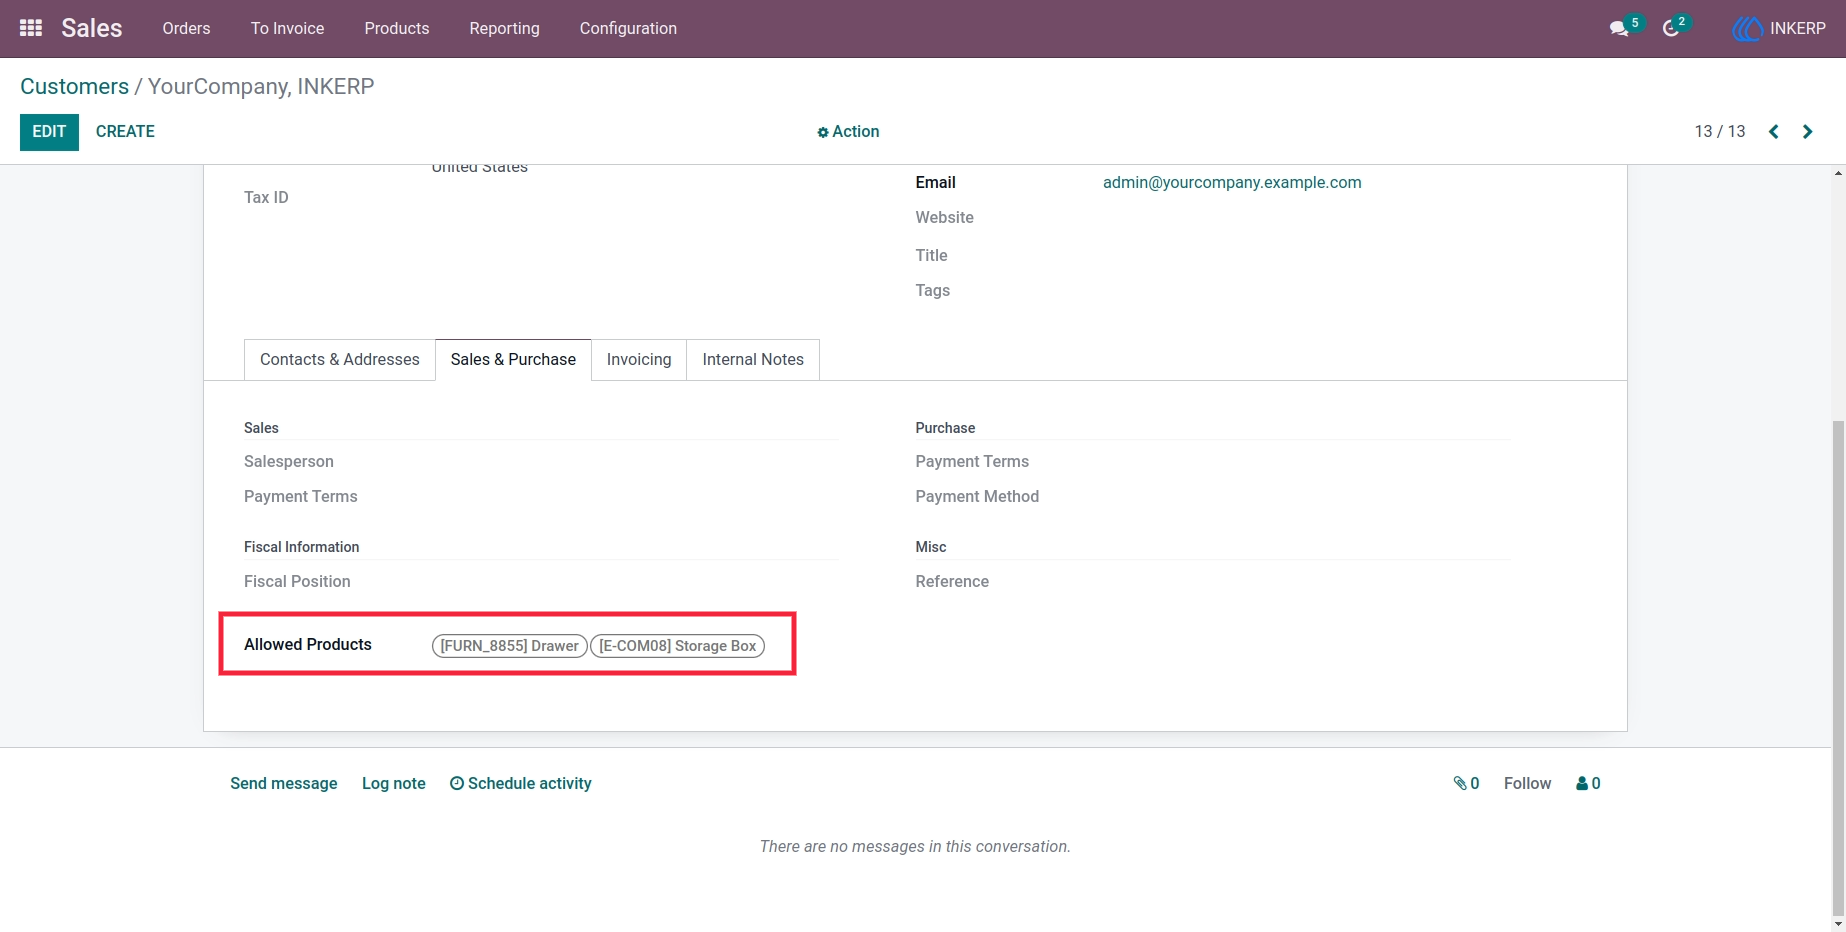 Sales Orders To Invoice Products Reporting Configuration 5 2 INKERP
Customers / YourCompany, INKERP
EDIT CREATE Action 13 / 13
United States
Email admin@yourcompany.example.com
Tax ID
Website
Title
Tags
Contacts & Addresses Sales & Purchase Invoicing Internal Notes
Sales Purchase
Salesperson Payment Terms
Payment Terms Payment Method
Fiscal Information Misc
Fiscal Position Reference
Allowed Products [FURN_8855] Drawer [E-COM08] Storage Box
Send message Log note Schedule activity 0 Follow 0
There are no messages in this conversation.